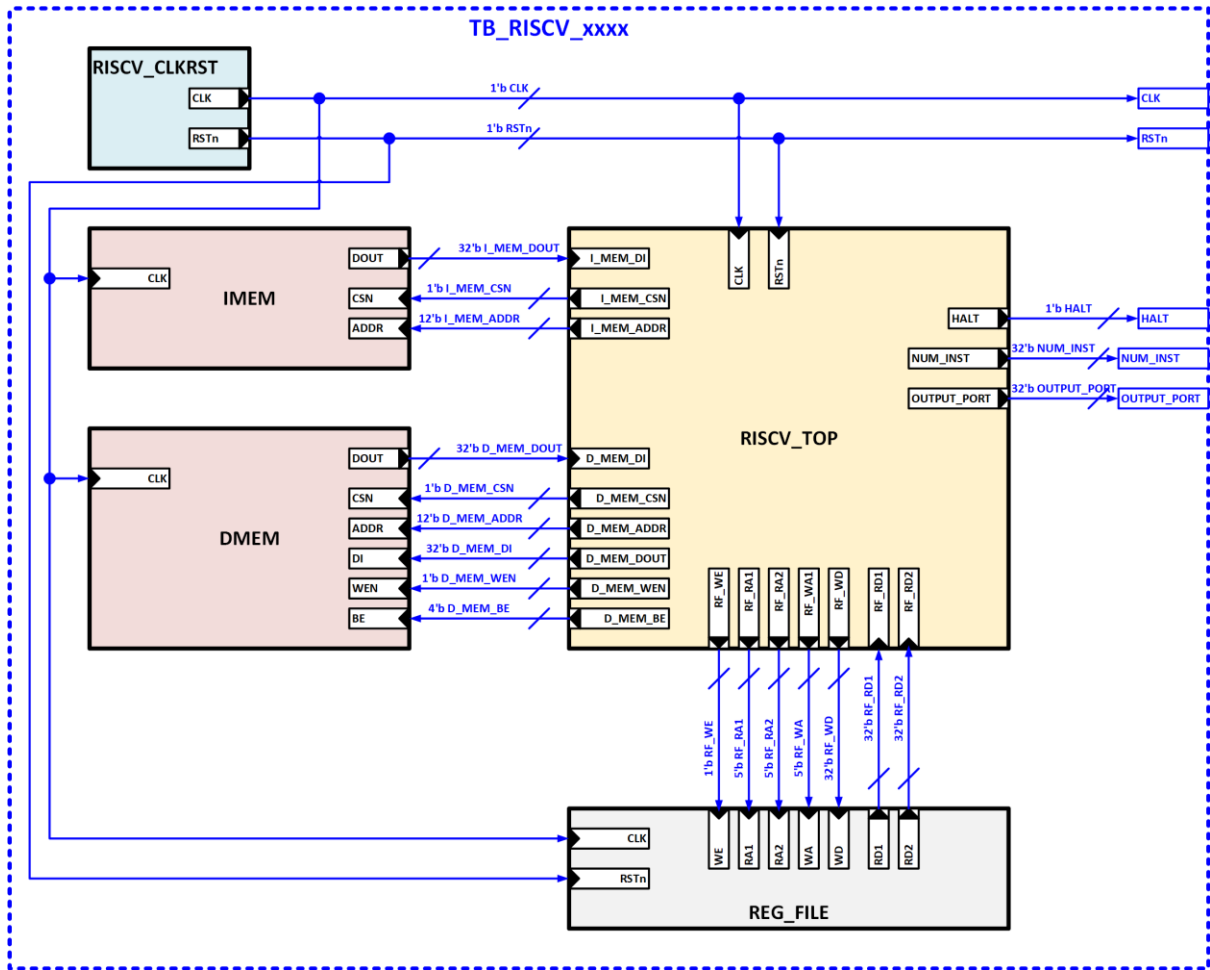 TB_RISCV_xxxx
RISCV_CLKRST
CLK
RSTn
1'b CLK
1'b RSTn
CLK
RSTn
IMEM
CLK
DOUT
CSN
ADDR
32'b I_MEM_DOUT
1'b I_MEM_CSN
12'b I_MEM_ADDR
DMEM
CLK
DOUT
CSN
ADDR
DI
WEN
BE
32'b D_MEM_DOUT
1'b D_MEM_CSN
12'b D_MEM_ADDR
32'b D_MEM_DI
1'b D_MEM_WEN
4'b D_MEM_BE
RISCV_TOP
CLK
RSTn
I_MEM_DI
I_MEM_CSN
I_MEM_ADDR
D_MEM_DI
D_MEM_CSN
D_MEM_ADDR
D_MEM_DOUT
D_MEM_WEN
D_MEM_BE
HALT
NUM_INST
OUTPUT_PORT
1'b HALT
32'b NUM_INST
32'b OUTPUT_PORT
HALT
NUM_INST
OUTPUT_PORT
RF_WE
RF_RA1
RF_RA2
RF_WA1
RF_WD
RF_RD1
RF_RD2
1'b RF_WE
5'b RF_RA1
5'b RF_RA2
5'b RF_WA
32'b RF_WD
32'b RF_RD1
32'b RF_RD2
CLK
RSTn
WE
RA1
RA2
WA
WD
RD1
RD2
REG_FILE